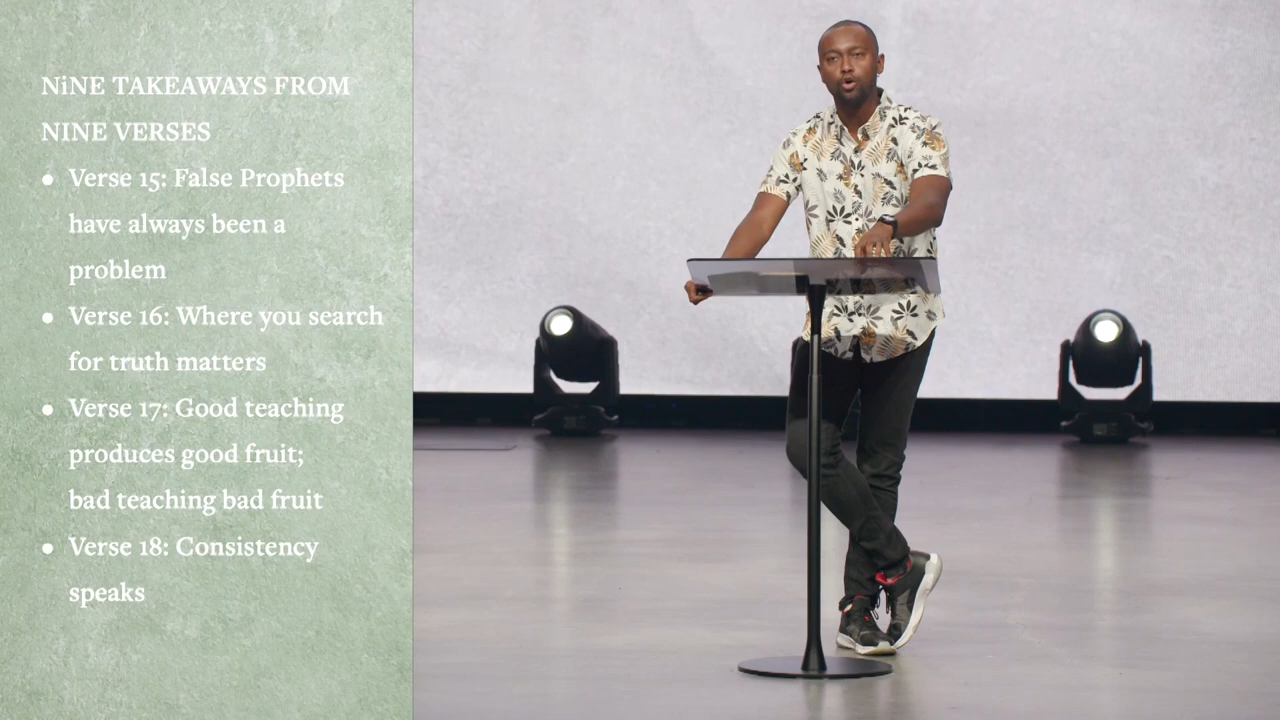 NiNE TAKEAWAYS FROM
NINE VERSES
• Verse 15: False Prophets
have always been a
problem
• Verse 16: Where you search
for truth matters
• Verse 17: Good teaching
produces good fruit;
bad teaching bad fruit
• Verse 18: Consistency
speaks